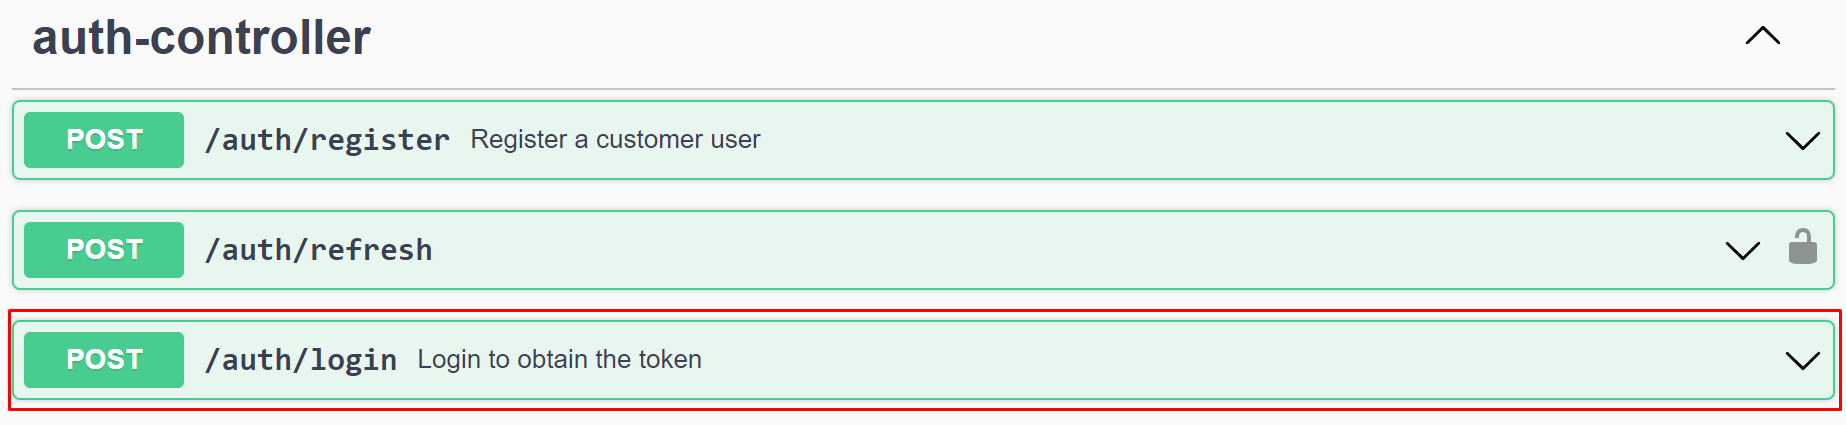 auth-controller
POST /auth/register Register a customer user
POST /auth/refresh
POST /auth/login Login to obtain the token